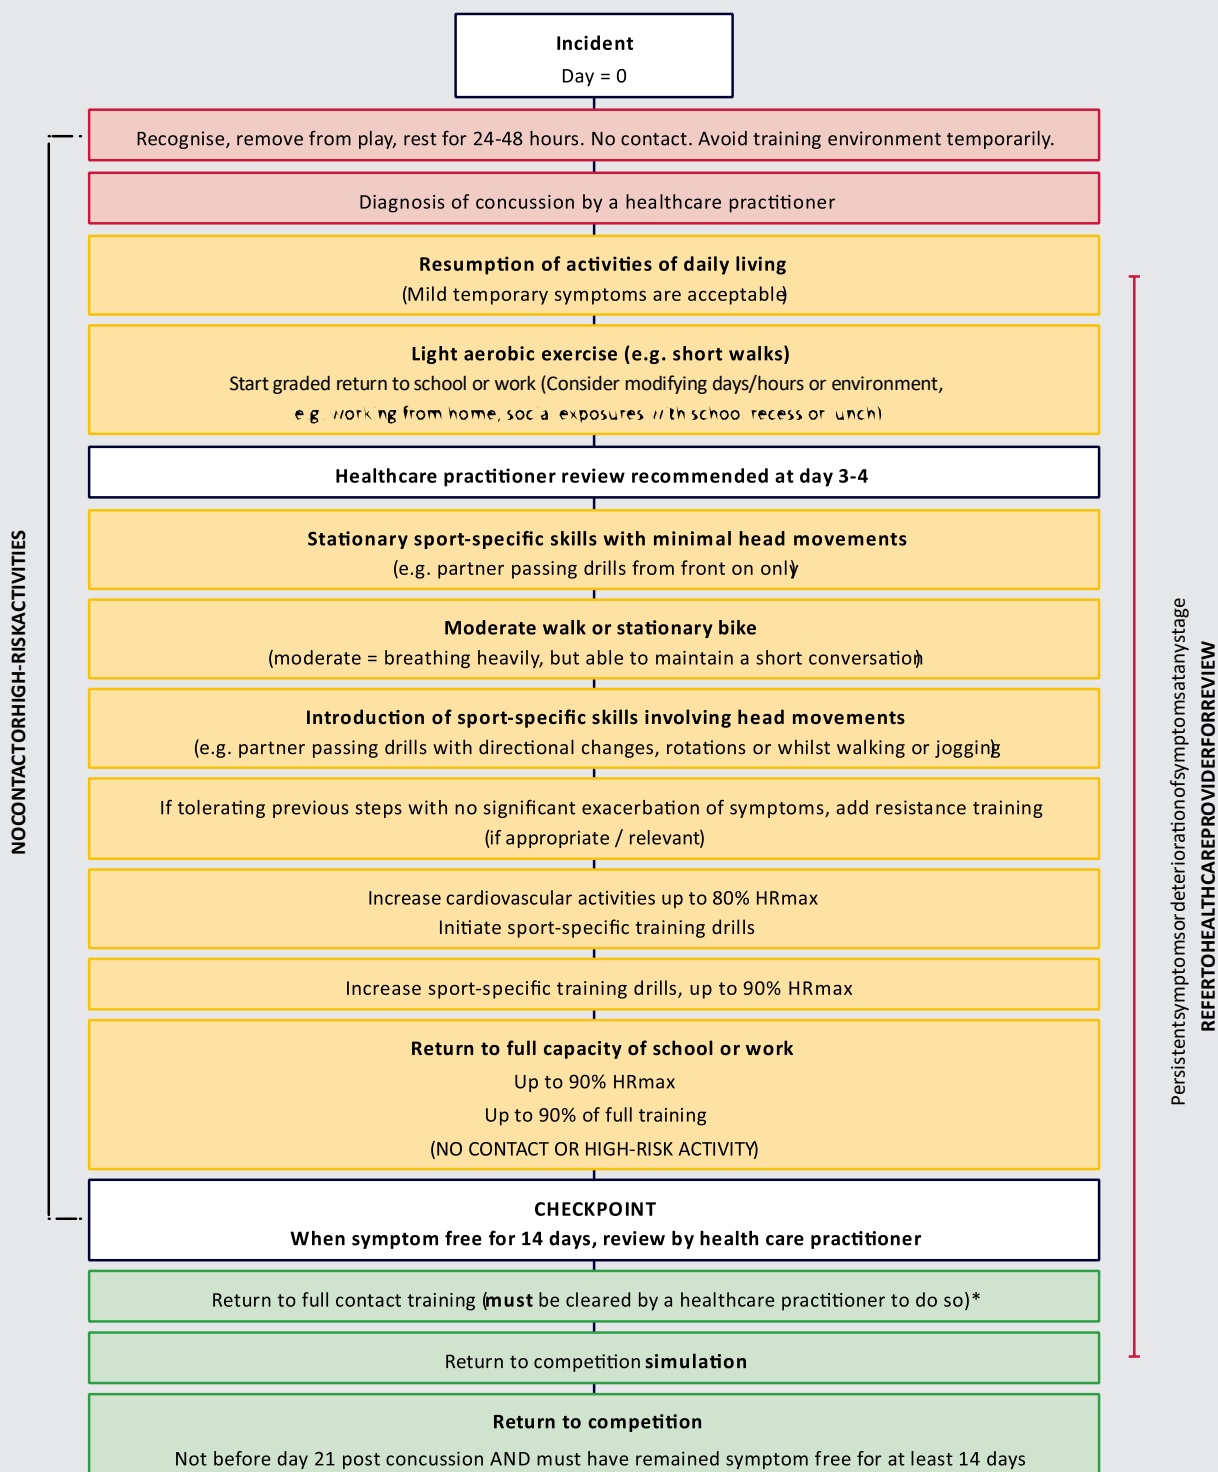 Incident
Day = 0
Recognise, remove from play, rest for 24-48 hours. No contact. Avoid training environment temporarily.
Diagnosis of concussion by a healthcare practitioner
Resumption of activities of daily living
(Mild temporary symptoms are acceptable)
Light aerobic exercise (e.g. short walks)
Start graded return to school or work (Consider modifying days/hours or environment,
e.g. working from home, social exposures with school recess or lunch)
Healthcare practitioner review recommended at day 3-4
Stationary sport-specific skills with minimal head movements
(e.g. partner passing drills from front on only)
Moderate walk or stationary bike
(moderate = breathing heavily, but able to maintain a short conversation)
Introduction of sport-specific skills involving head movements
(e.g. partner passing drills with directional changes, rotations or whilst walking or jogging)
If tolerating previous steps with no significant exacerbation of symptoms, add resistance training
(if appropriate / relevant)
Increase cardiovascular activities up to 80% HRmax
Initiate sport-specific training drills
Increase sport-specific training drills, up to 90% HRmax
Return to full capacity of school or work
Up to 90% HRmax
Up to 90% of full training
(NO CONTACT OR HIGH-RISK ACTIVITY)
CHECKPOINT
When symptom free for 14 days, review by health care practitioner
Return to full contact training (must be cleared by a healthcare practitioner to do so)*
Return to competition simulation
Return to competition
Not before day 21 post concussion AND must have remained symptom free for at least 14 days
NOCONTACTORHIGH-RISKACTIVITIES
Persistentsymptomsordeteriorationofsymptomsatanystage
REFERTOHEALTHCAREPROVIDERFORREVIEW